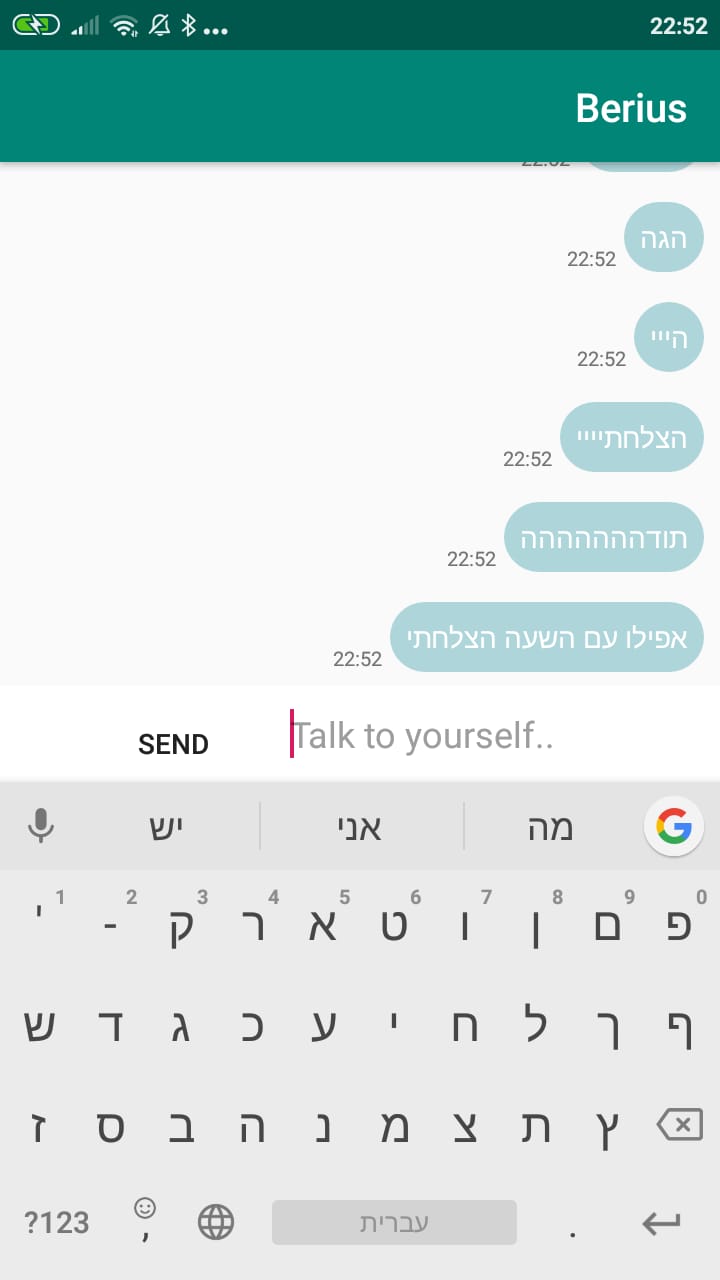 22:52
Berius
22:52
הגה
22:52
הייי
22:52
הצלחתיייי
22:52
תודהההההההה
22:52
אפילו עם השעה הצלחתי
22:52
SEND
Talk to yourself..
יש
אני
מה
1 2 3 4 5 6 7 8 9 0
' - ק ר א ט ו ן ם פ
ש ד ג כ ע י ח ל ך ף
ז ס ב ה נ מ צ ת ץ
?123 , עברית .